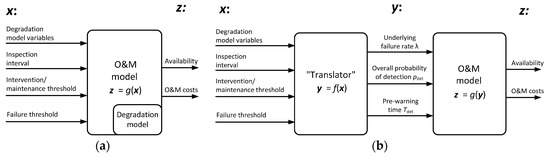 x:
z:
Degradation
model variables
Inspection
interval
Intervention/
maintenance threshold
Failure threshold
O&M
model
z = g(x)
Degradation
model
Availability
O&M costs
(a)
x:
y:
z:
Degradation
model variables
Inspection
interval
Intervention/
maintenance threshold
Failure threshold
"Translator"
y = f(x)
Underlying
failure rate λ
Overall probability
of detection pdet
Pre-warning
time Tdet
O&M
model
z = g(y)
Availability
O&M costs
(b)